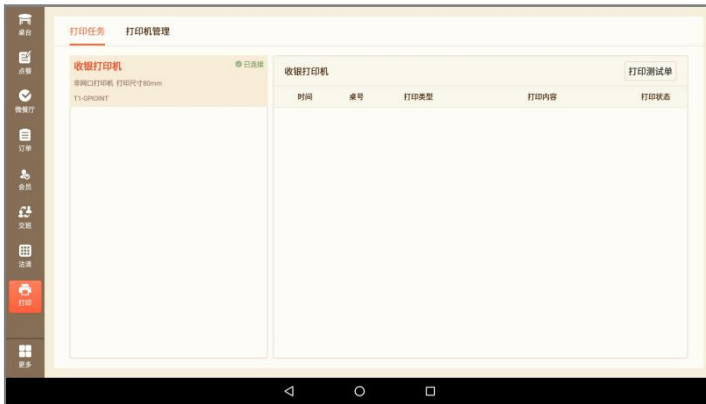 桌台
点餐
微餐厅
订单
会员
交班
沽清
打印
更多
打印任务 打印机管理
收银打印机 已连接
非网口打印机 打印尺寸80mm
T1-GPIOINT
收银打印机 打印测试单
时间 桌号 打印类型 打印内容 打印状态